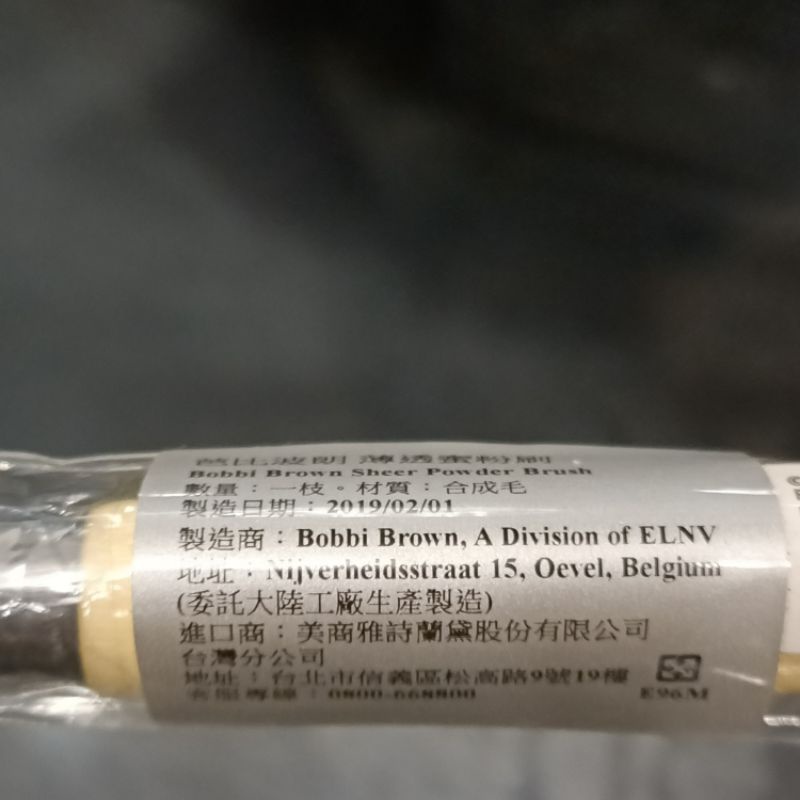 芭比波朗 薄透蜜粉刷
Bobbi Brown Sheer Powder Brush
數量：一枝。材質：合成毛
製造日期：2019/02/01
製造商：Bobbi Brown, A Division of ELNV
地址：Nijverheidsstraat 15, Oevel, Belgium
(委託大陸工廠生產製造)
進口商：美商雅詩蘭黛股份有限公司
台灣分公司
地址：台北市信義區松高路9號19樓
客服專線：0800-668800
E96M